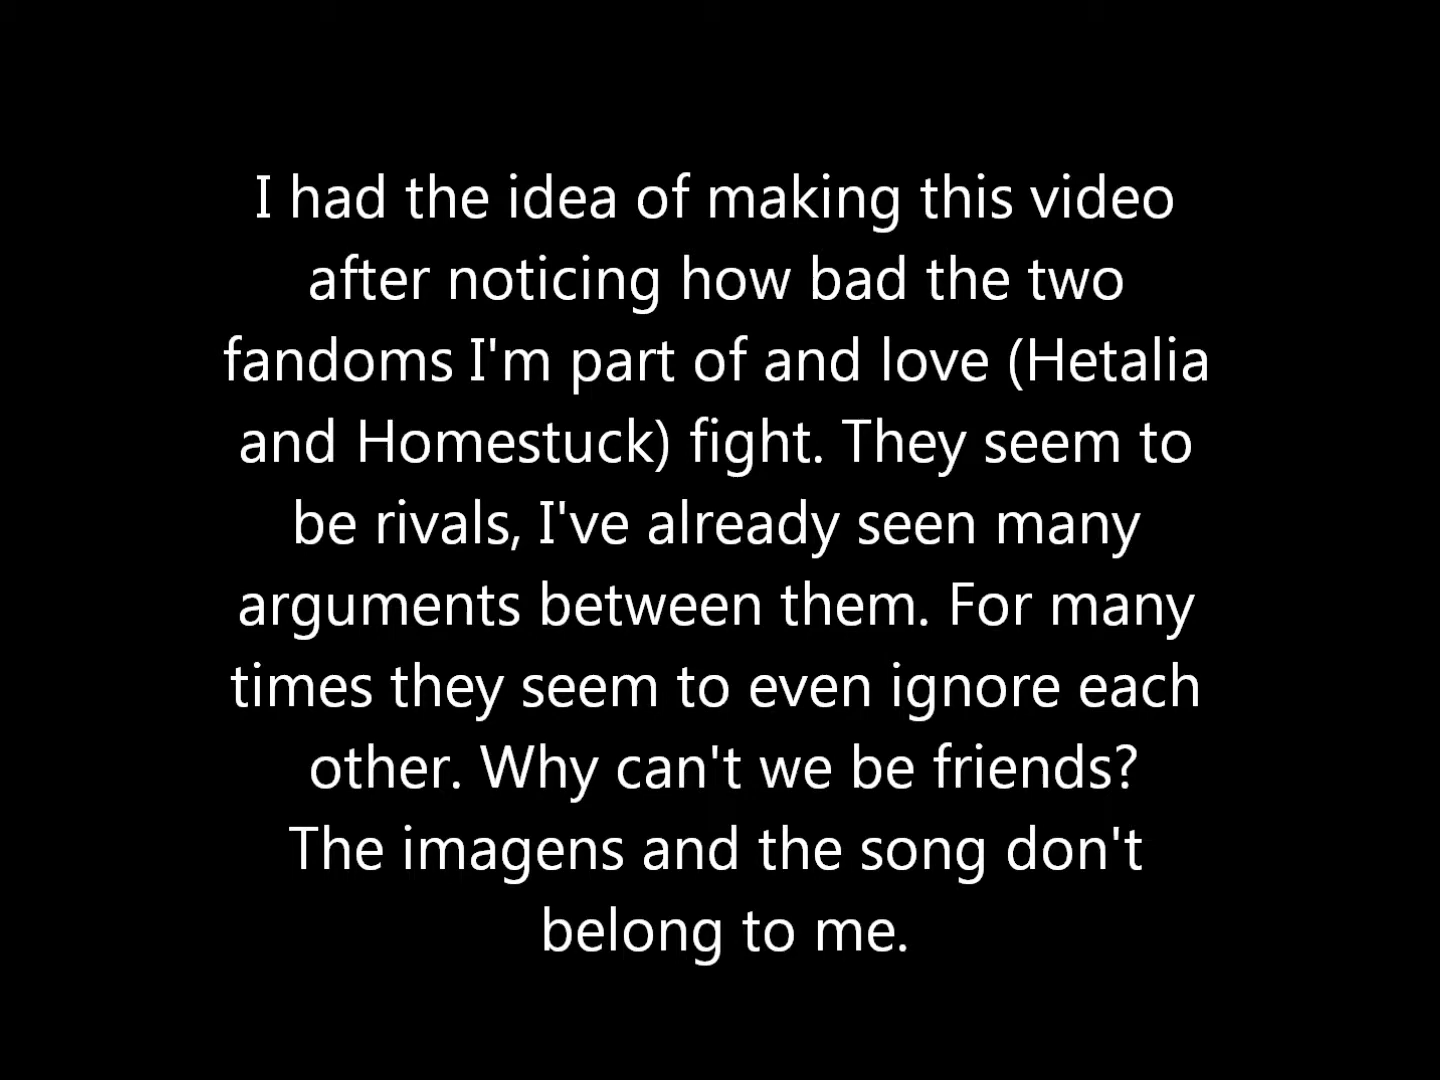 I had the idea of making this video
after noticing how bad the two
fandoms I'm part of and love (Hetalia
and Homestuck) fight. They seem to
be rivals, I've already seen many
arguments between them. For many
times they seem to even ignore each
other. Why can't we be friends?
The imagens and the song don't
belong to me.